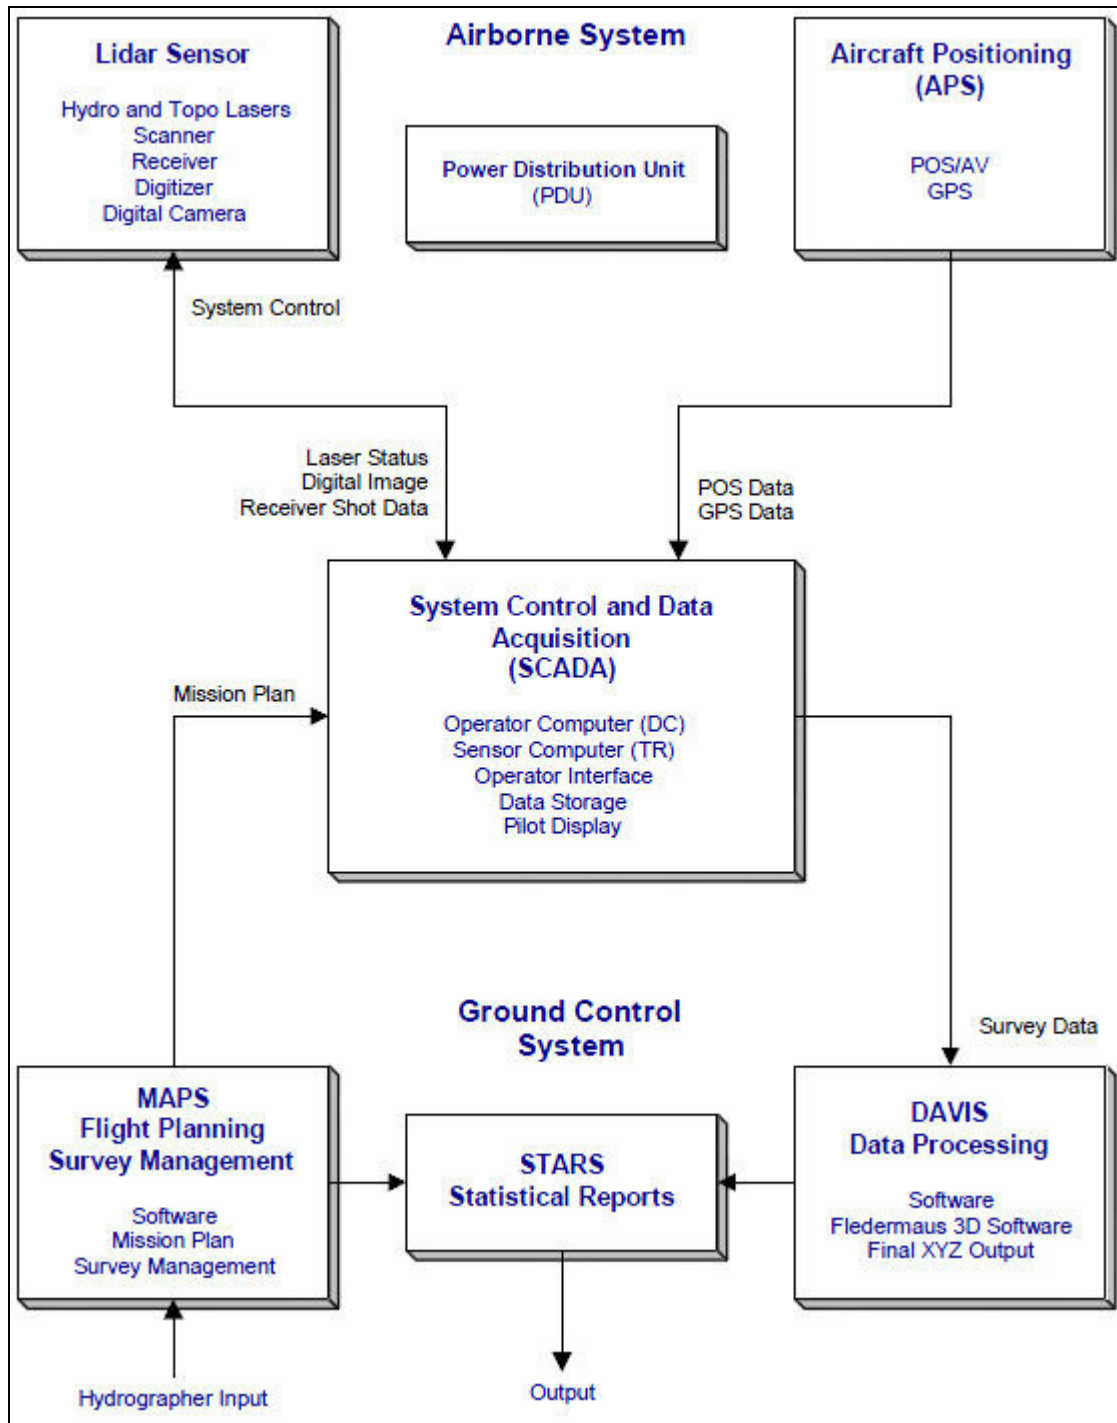 Airborne System
Lidar Sensor
Hydro and Topo Lasers
Scanner
Receiver
Digitizer
Digital Camera
Power Distribution Unit
(PDU)
Aircraft Positioning
(APS)
POS/AV
GPS
System Control
Laser Status
Digital Image
Receiver Shot Data
POS Data
GPS Data
System Control and Data
Acquisition
(SCADA)
Operator Computer (DC)
Sensor Computer (TR)
Operator Interface
Data Storage
Pilot Display
Mission Plan
Ground Control
System
Survey Data
MAPS
Flight Planning
Survey Management
Software
Mission Plan
Survey Management
STARS
Statistical Reports
DAVIS
Data Processing
Software
Fledermaus 3D Software
Final XYZ Output
Hydrographer Input
Output